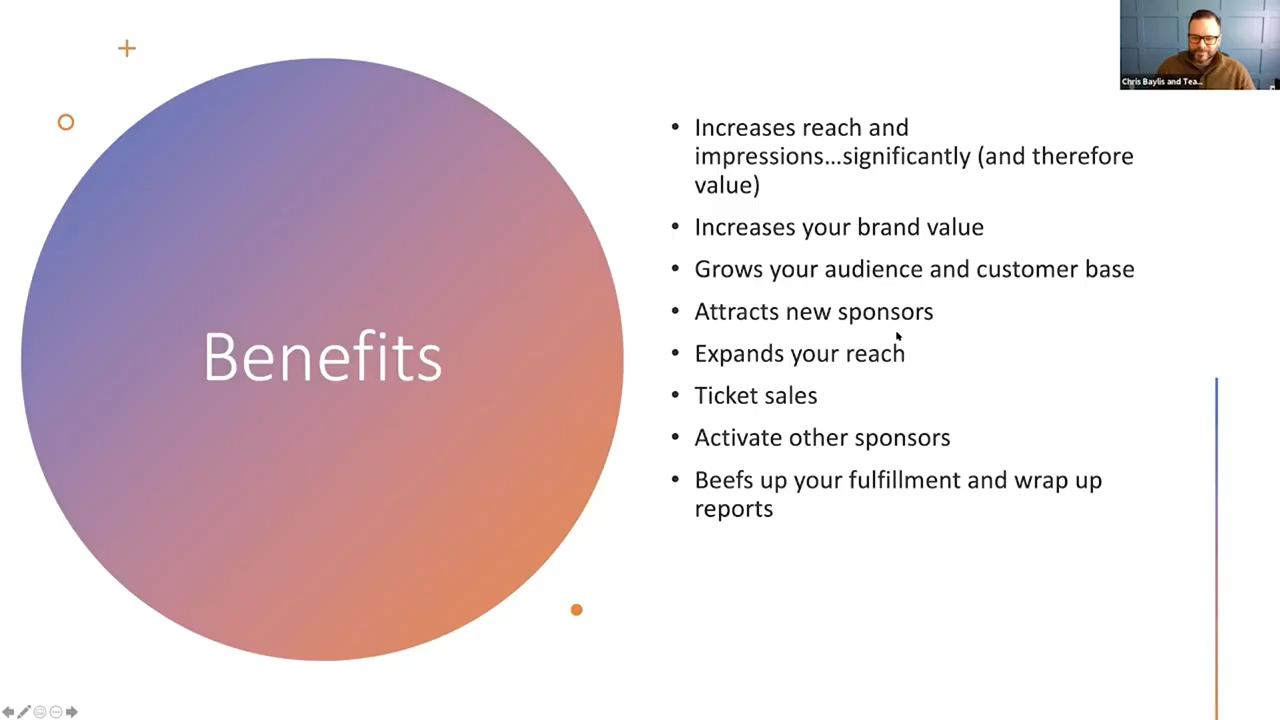 Chris Baylis and Tea...
Benefits
• Increases reach and
impressions...significantly (and therefore
value)
• Increases your brand value
• Grows your audience and customer base
• Attracts new sponsors
• Expands your reach
• Ticket sales
• Activate other sponsors
• Beefs up your fulfillment and wrap up
reports